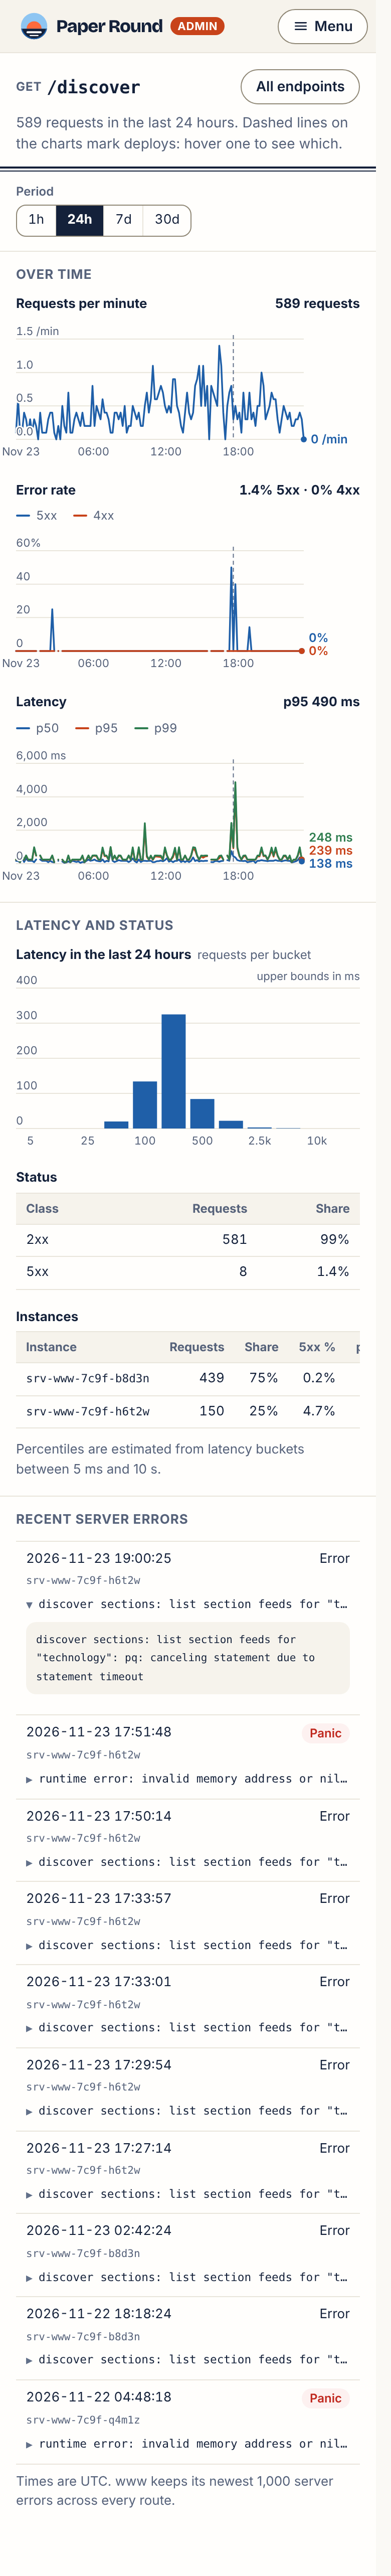 Paper Round ADMIN Menu
GET /discover All endpoints
589 requests in the last 24 hours. Dashed lines on
the charts mark deploys: hover one to see which.
Period
1h 24h 7d 30d
OVER TIME
Requests per minute 589 requests
1.5 /min
1.0
0.5
0.0
0 /min
Nov 23 06:00 12:00 18:00
Error rate 1.4% 5xx · 0% 4xx
5xx 4xx
60%
40
20
0
0%
0%
Nov 23 06:00 12:00 18:00
Latency p95 490 ms
p50 p95 p99
6,000 ms
4,000
2,000
0
248 ms
239 ms
138 ms
Nov 23 06:00 12:00 18:00
LATENCY AND STATUS
Latency in the last 24 hours requests per bucket
upper bounds in ms
400
300
200
100
0
5 25 100 500 2.5k 10k
Status
Class Requests Share
2xx 581 99%
5xx 8 1.4%
Instances
Instance Requests Share 5xx %
srv-www-7c9f-b8d3n 439 75% 0.2%
srv-www-7c9f-h6t2w 150 25% 4.7%
Percentiles are estimated from latency buckets
between 5 ms and 10 s.
RECENT SERVER ERRORS
2026-11-23 19:00:25 Error
srv-www-7c9f-h6t2w
▼ discover sections: list section feeds for "t…
discover sections: list section feeds for
"technology": pq: canceling statement due to
statement timeout
2026-11-23 17:51:48 Panic
srv-www-7c9f-h6t2w
▶ runtime error: invalid memory address or nil…
2026-11-23 17:50:14 Error
srv-www-7c9f-h6t2w
▶ discover sections: list section feeds for "t…
2026-11-23 17:33:57 Error
srv-www-7c9f-h6t2w
▶ discover sections: list section feeds for "t…
2026-11-23 17:33:01 Error
srv-www-7c9f-h6t2w
▶ discover sections: list section feeds for "t…
2026-11-23 17:29:54 Error
srv-www-7c9f-h6t2w
▶ discover sections: list section feeds for "t…
2026-11-23 17:27:14 Error
srv-www-7c9f-h6t2w
▶ discover sections: list section feeds for "t…
2026-11-23 02:42:24 Error
srv-www-7c9f-b8d3n
▶ discover sections: list section feeds for "t…
2026-11-22 18:18:24 Error
srv-www-7c9f-b8d3n
▶ discover sections: list section feeds for "t…
2026-11-22 04:48:18 Panic
srv-www-7c9f-q4m1z
▶ runtime error: invalid memory address or nil…
Times are UTC. www keeps its newest 1,000 server
errors across every route.